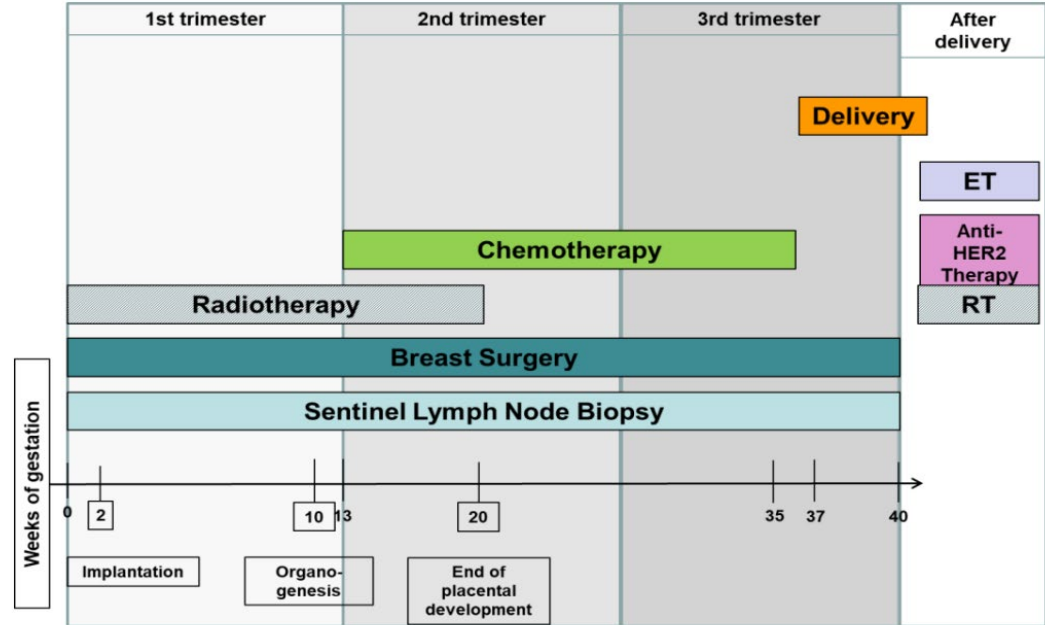 1st trimester
2nd trimester
3rd trimester
After
delivery
Delivery
ET
Chemotherapy
Anti-
HER2
Therapy
Radiotherapy
RT
Breast Surgery
Sentinel Lymph Node Biopsy
Weeks of gestation
0
2
10
13
20
35
37
40
Implantation
Organo-
genesis
End of
placental
development